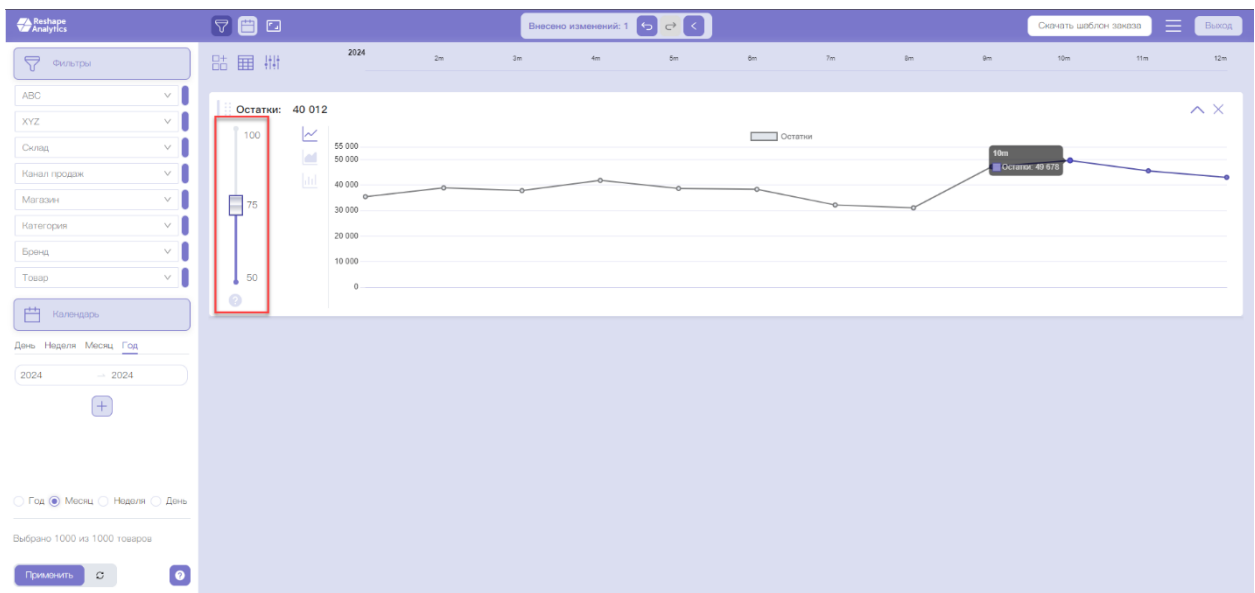 Reshape
Analytics
Внесено изменений: 1
Скачать шаблон заказа
Выход
Фильтры
ABC
XYZ
Склад
Канал продаж
Магазин
Категория
Бренд
Товар
Календарь
День Неделя Месяц Год
2024 → 2024
Год Месяц Неделя День
Выбрано 1000 из 1000 товаров
Применить
?
2024 2m 3m 4m 5m 6m 7m 8m 9m 10m 11m 12m
Остатки: 40 012
100
75
50
?
Остатки
55 000
50 000
40 000
30 000
20 000
10 000
0
10m
Остатки: 49 678